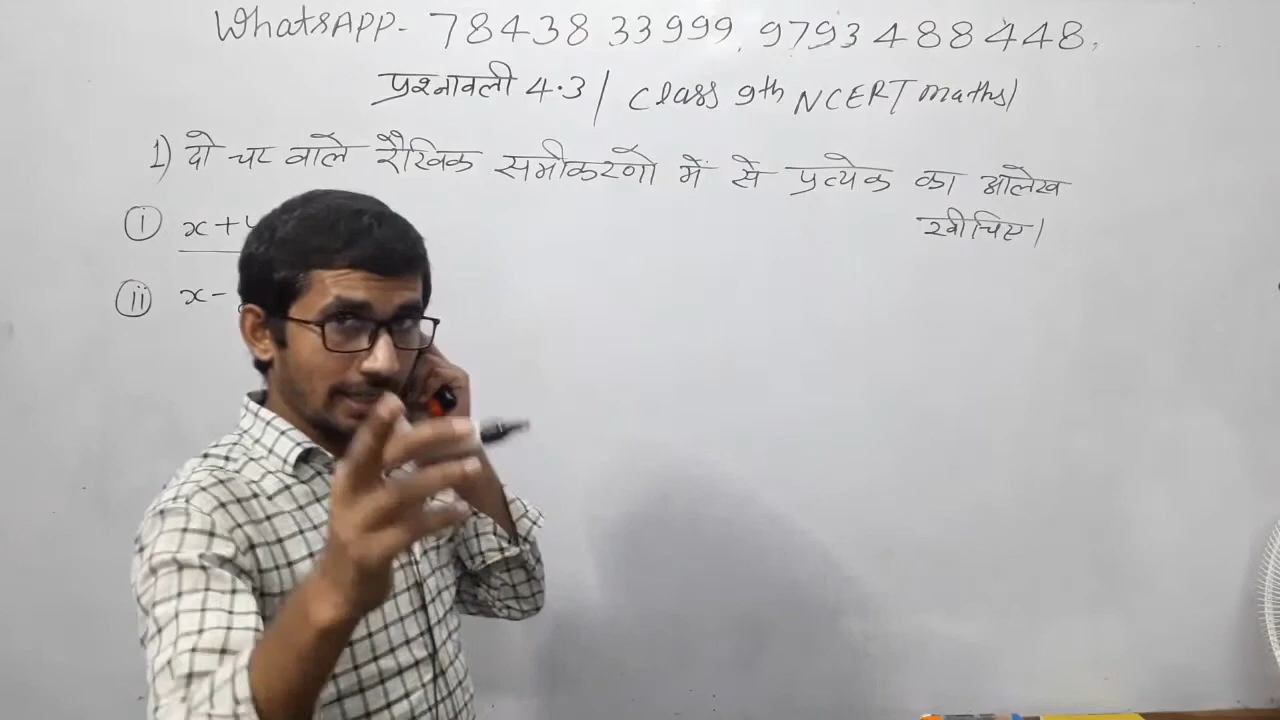 WhatsAPP- 78438 33999, 9793488448,
प्रश्नावली 4.3 / Class 9th NCERT maths/
1) दो चर वाले रैखिक समीकरणों में से प्रत्येक का आलेख
खीचिए।
(i) x+
(ii) x-